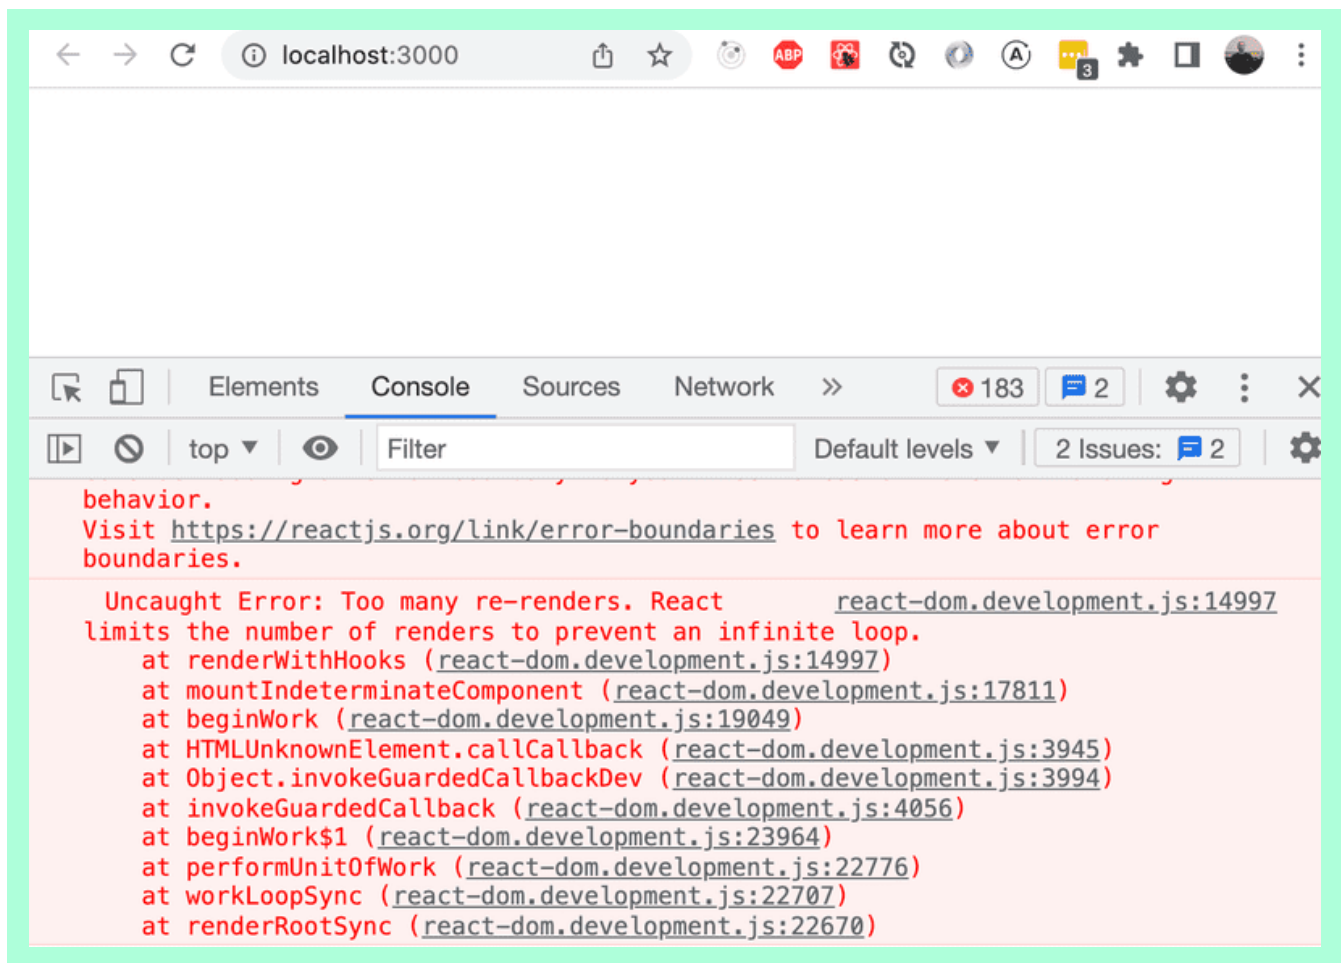 localhost:3000
ABP
A
3
Elements Console Sources Network » 183 2
top ▼ Filter Default levels ▼ 2 Issues: 2
behavior.
Visit https://reactjs.org/link/error-boundaries to learn more about error
boundaries.
Uncaught Error: Too many re-renders. React react-dom.development.js:14997
limits the number of renders to prevent an infinite loop.
at renderWithHooks (react-dom.development.js:14997)
at mountIndeterminateComponent (react-dom.development.js:17811)
at beginWork (react-dom.development.js:19049)
at HTMLUnknownElement.callCallback (react-dom.development.js:3945)
at Object.invokeGuardedCallbackDev (react-dom.development.js:3994)
at invokeGuardedCallback (react-dom.development.js:4056)
at beginWork$1 (react-dom.development.js:23964)
at performUnitOfWork (react-dom.development.js:22776)
at workLoopSync (react-dom.development.js:22707)
at renderRootSync (react-dom.development.js:22670)